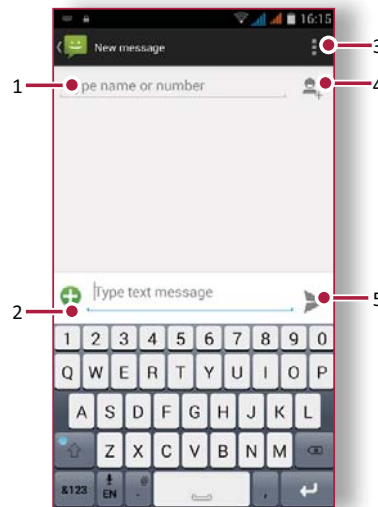 16:15
New message
3
1
pe name or number
4
Type text message
5
2
1 2 3 4 5 6 7 8 9 0
Q W E R T Y U I O P
A S D F G H J K L
Z X C V B N M
&123 EN @ . ,